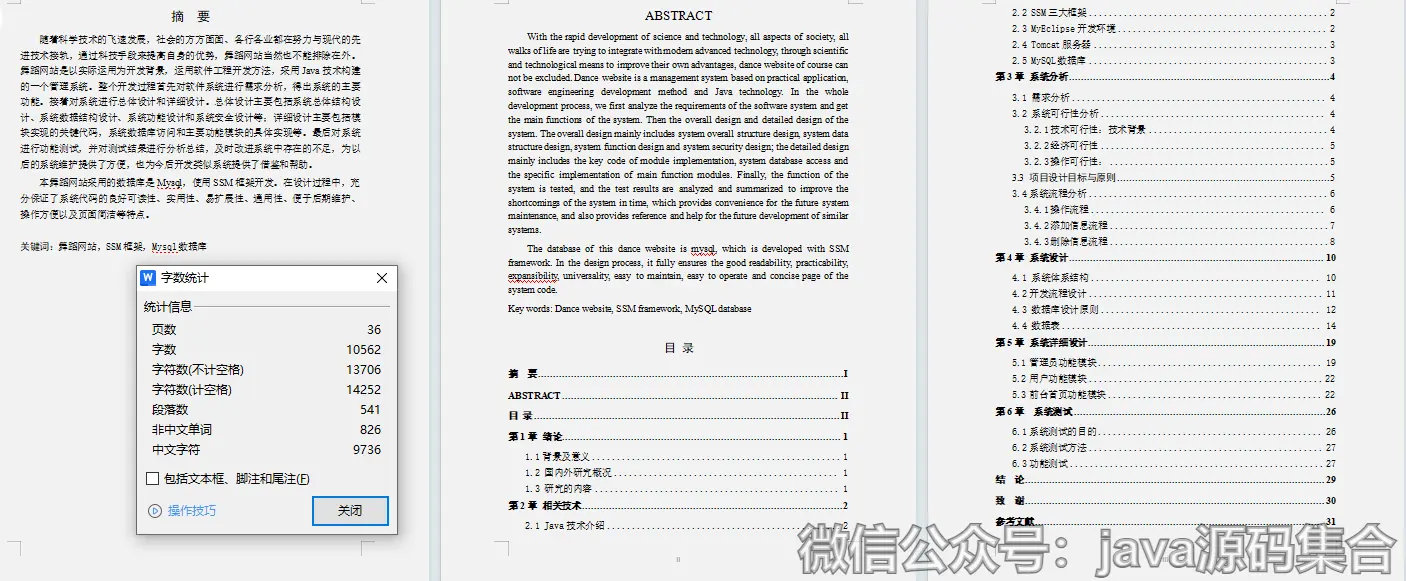 摘 要
随着科学技术的飞速发展，社会的方方面面、各行各业都在努力与现代的先
进技术接轨，通过科技手段来提高自身的优势，舞蹈网站当然也不能排除在外。
舞蹈网站是以实际运用为开发背景，运用软件工程开发方法，采用 Java 技术构建
的一个管理系统。整个开发过程首先对软件系统进行需求分析，得出系统的主要
功能。接着对系统进行总体设计和详细设计。总体设计主要包括系统总体结构设
计、系统数据结构设计、系统功能设计和系统安全设计等；详细设计主要包括模
块实现的关键代码，系统数据库访问和主要功能模块的具体实现等。最后对系统
进行功能测试，并对测试结果进行分析总结，及时改进系统中存在的不足，为以
后的系统维护提供了方便，也为今后开发类似系统提供了借鉴和帮助。
本舞蹈网站采用的数据库是 Mysql，使用 SSM 框架开发。在设计过程中，充
分保证了系统代码的良好可读性、实用性、易扩展性、通用性、便于后期维护、
操作方便以及页面简洁等特点。
关键词：舞蹈网站，SSM 框架，Mysql 数据库
字数统计
统计信息
页数 36
字数 10562
字符数(不计空格) 13706
字符数(计空格) 14252
段落数 541
非中文单词 826
中文字符 9736
包括文本框、脚注和尾注(F)
操作技巧
关闭
ABSTRACT
With the rapid development of science and technology, all aspects of society, all
walks of life are trying to integrate with modern advanced technology, through scientific
and technological means to improve their own advantages, dance website of course can
not be excluded. Dance website is a management system based on practical application,
software engineering development method and Java technology. In the whole
development process, we first analyze the requirements of the software system and get
the main functions of the system. Then the overall design and detailed design of the
system. The overall design mainly includes system overall structure design, system data
structure design, system function design and system security design; the detailed design
mainly includes the key code of module implementation, system database access and
the specific implementation of main function modules. Finally, the function of the
system is tested, and the test results are analyzed and summarized to improve the
shortcomings of the system in time, which provides convenience for the future system
maintenance, and also provides reference and help for the future development of similar
systems.
The database of this dance website is mysql, which is developed with SSM
framework. In the design process, it fully ensures the good readability, practicability,
expansibility, universality, easy to maintain, easy to operate and concise page of the
system code.
Key words: Dance website, SSM framework, MySQL database
目 录
摘 要 I
ABSTRACT II
目 录 II
第 1 章 绪论 1
1.1 背景及意义 1
1.2 国内外研究概况 1
1.3 研究的内容 1
第 2 章 相关技术 2
2.1 Java 技术介绍 2
II
2.2 SSM 三大框架 2
2.3 MyEclipse 开发环境 2
2.4 Tomcat 服务器 3
2.5 MySQL 数据库 3
第 3 章 系统分析 4
3.1 需求分析 4
3.2 系统可行性分析 4
3.2.1 技术可行性：技术背景 4
3.2.2 经济可行性 5
3.2.3 操作可行性： 5
3.3 项目设计目标与原则 5
3.4 系统流程分析 6
3.4.1 操作流程 6
3.4.2 添加信息流程 7
3.4.3 删除信息流程 8
第 4 章 系统设计 10
4.1 系统体系结构 10
4.2 开发流程设计 11
4.3 数据库设计原则 12
4.4 数据表 14
第 5 章 系统详细设计 19
5.1 管理员功能模块 19
5.2 用户功能模块 22
5.3 前台首页功能模块 22
第 6 章 系统测试 26
6.1 系统测试的目的 26
6.2 系统测试方法 27
6.3 功能测试 27
结 论 29
致 谢 30
参考文献 31
微信公众号：java源码集合